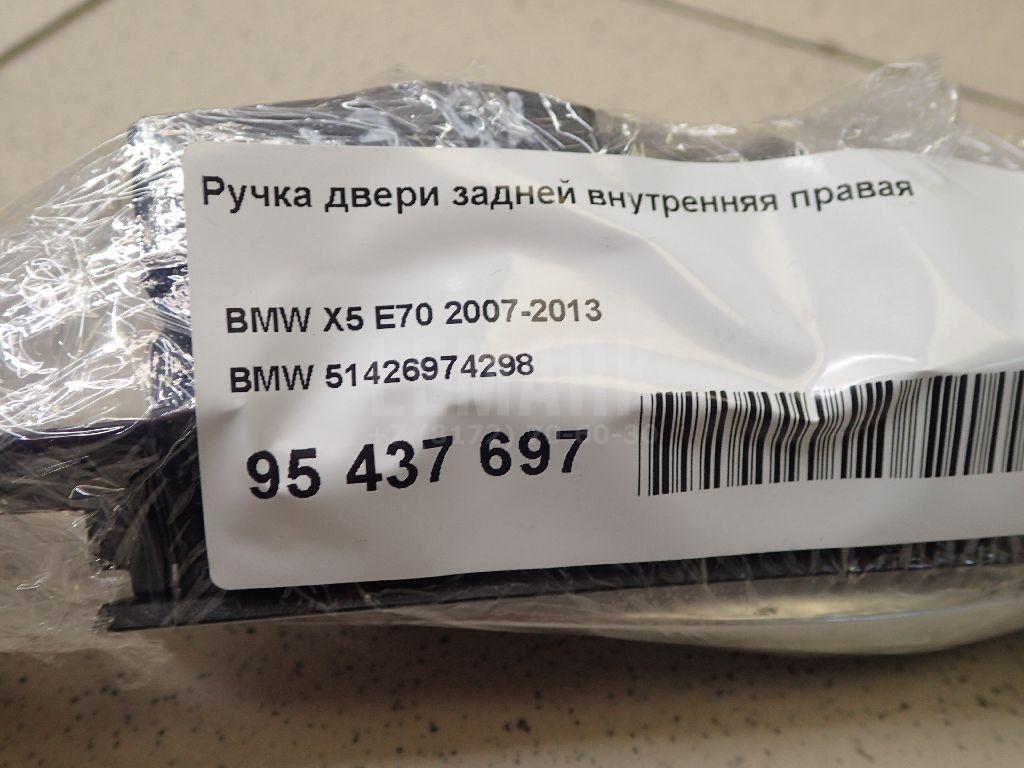 Ручка двери задней внутренняя правая
BMW X5 E70 2007-2013
BMW 51426974298
95 437 697